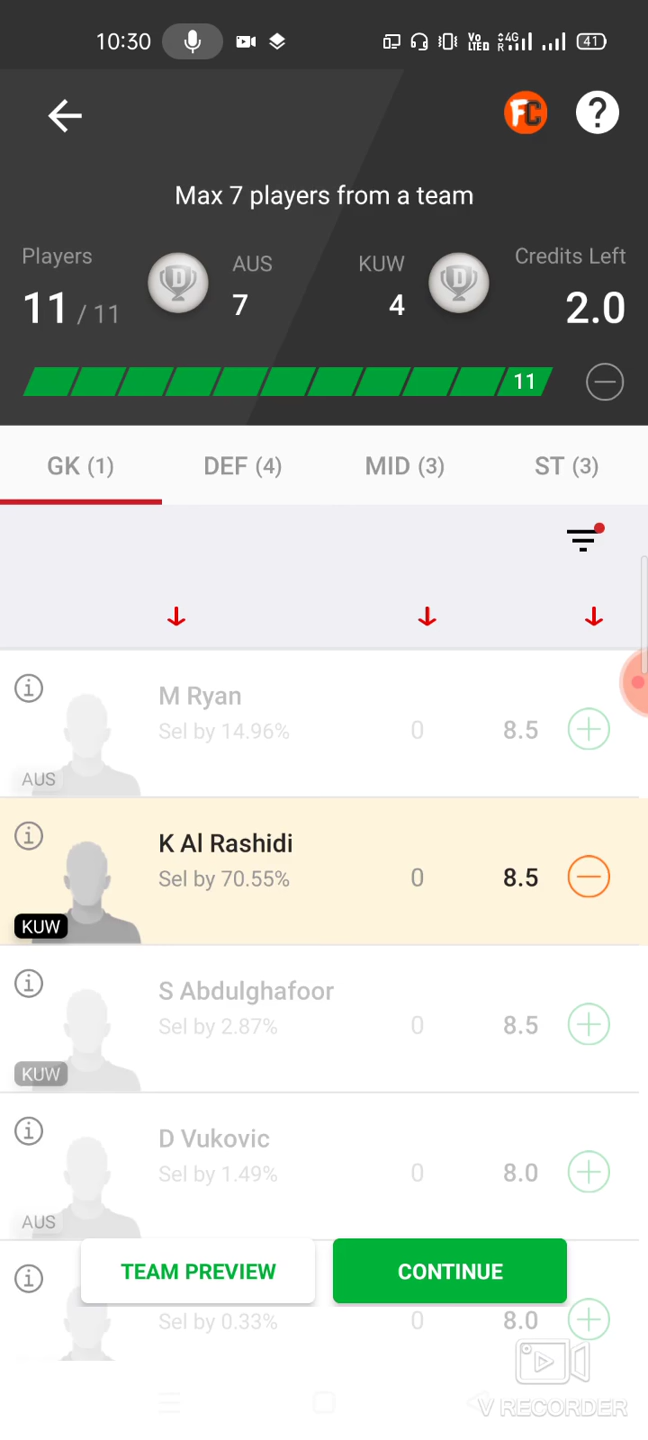 10:30
Vo LTED 4G R 41
FC ?
Max 7 players from a team
Players AUS KUW Credits Left
11 / 11 D 7 4 D 2.0
11
GK (1) DEF (4) MID (3) ST (3)
M Ryan
Sel by 14.96% 0 8.5
AUS
K Al Rashidi
Sel by 70.55% 0 8.5
KUW
S Abdulghafoor
Sel by 2.87% 0 8.5
KUW
D Vukovic
Sel by 1.49% 0 8.0
AUS
TEAM PREVIEW CONTINUE
Sel by 0.33% 0 8.0
V RECORDER